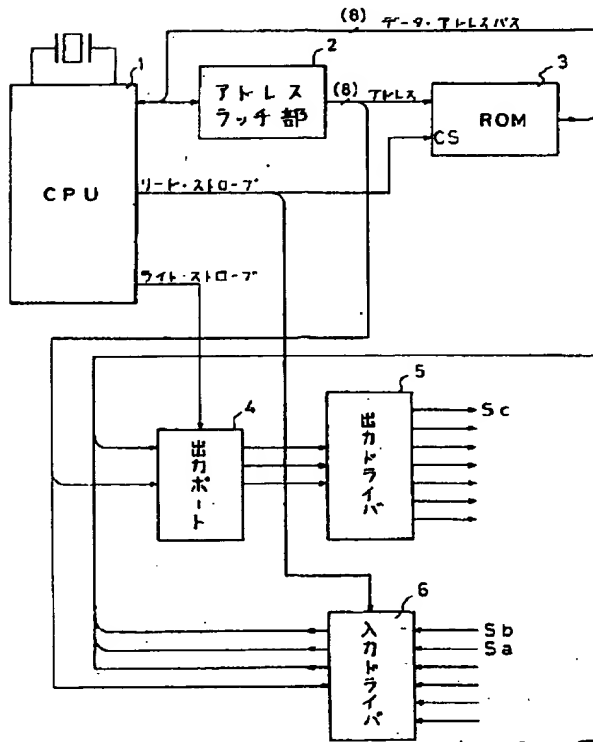 (8) データ・アドレスバス
1
2
3
アドレス
ラッチ部
(8) アドレス
ROM
CS
CPU
リード・ストローブ
ライト・ストローブ
4
5
出力ポート
出力ドライバ
Sc
6
入力ドライバ
Sb
Sa